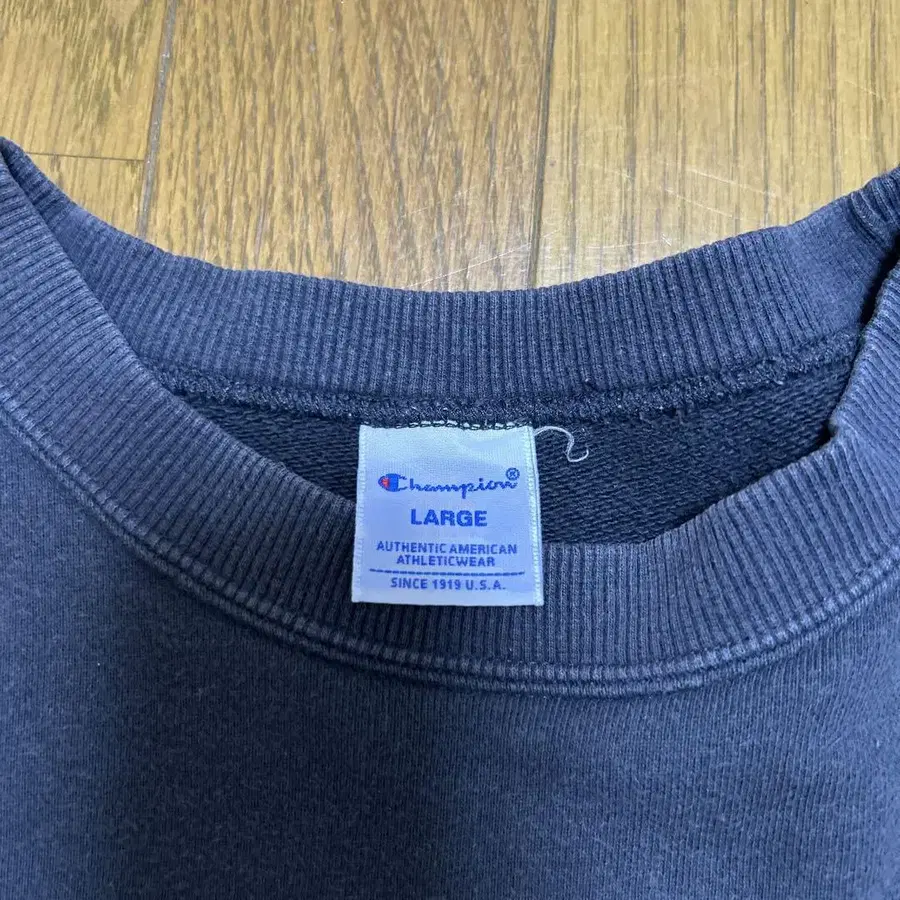 Champion®
LARGE
AUTHENTIC AMERICAN
ATHLETICWEAR
SINCE 1919 U.S.A.